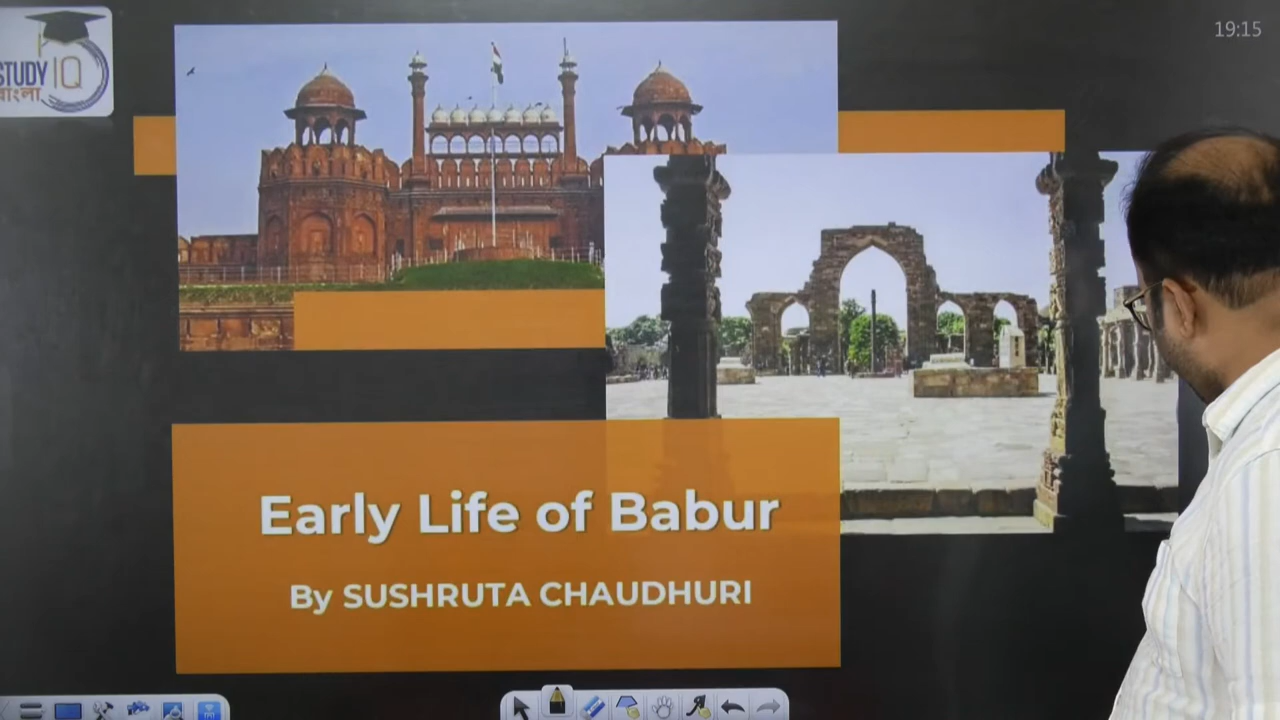 19:15
STUDY IQ
বাংলা
Early Life of Babur
By SUSHRUTA CHAUDHURI